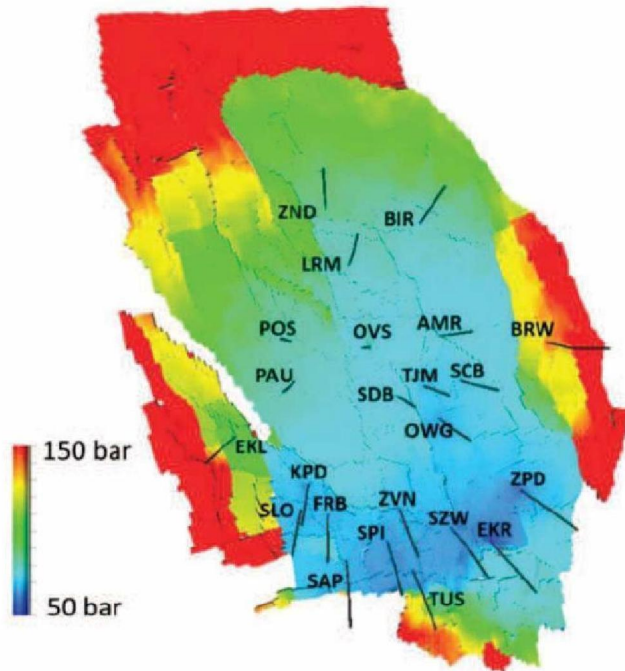 ZND
BIR
LRM
POS
OVS
AMR
BRW
PAU
TJM
SCB
SDB
OWG
EKL
150 bar
KPD
ZPD
SLO
FRB
ZVN
SZW
EKR
SPI
SAP
TUS
50 bar